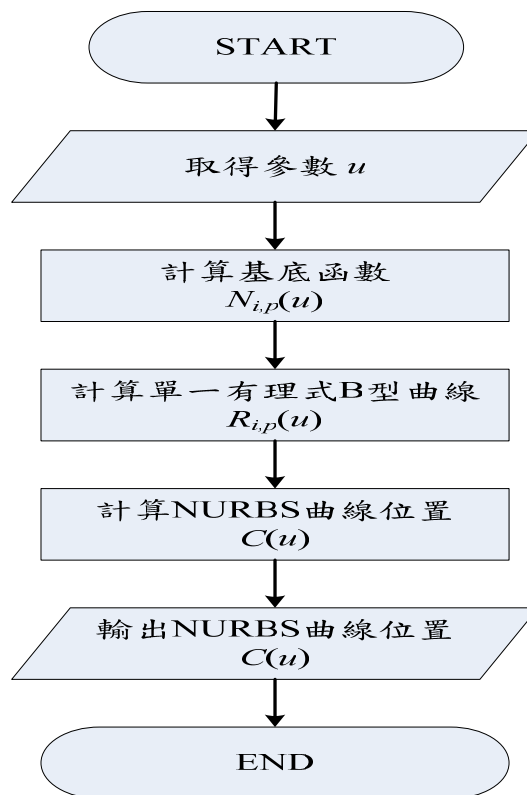 START
取得參數 u
計算基底函數
N_{i,p}(u)
計算單一有理式B型曲線
R_{i,p}(u)
計算NURBS曲線位置
C(u)
輸出NURBS曲線位置
C(u)
END